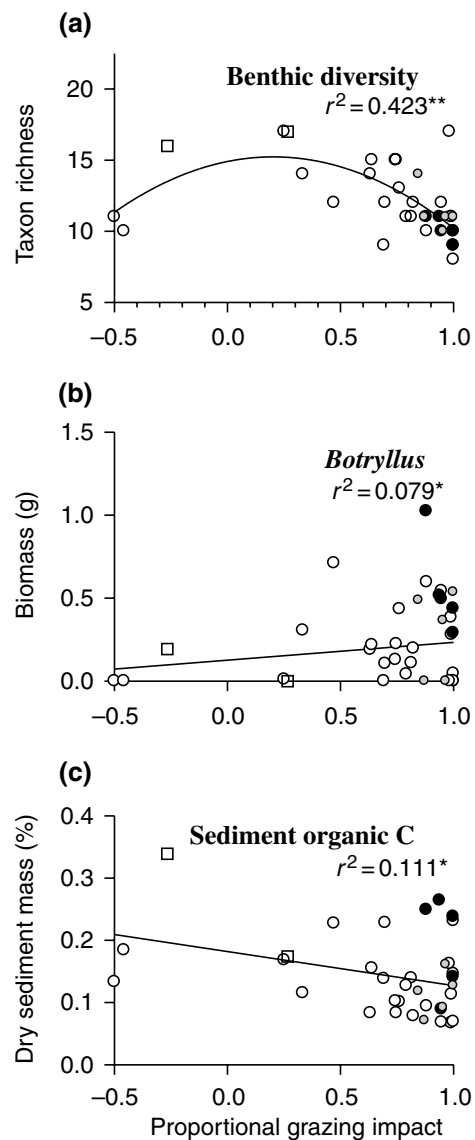 (a)
Benthic diversity
r² = 0.423**
20
15
10
5
Taxon richness
−0.5 0.0 0.5 1.0
(b)
Botryllus
r² = 0.079*
1.5
1.0
0.5
0.0
Biomass (g)
−0.5 0.0 0.5 1.0
(c)
Sediment organic C
r² = 0.111*
0.4
0.3
0.2
0.1
0.0
Dry sediment mass (%)
−0.5 0.0 0.5 1.0
Proportional grazing impact